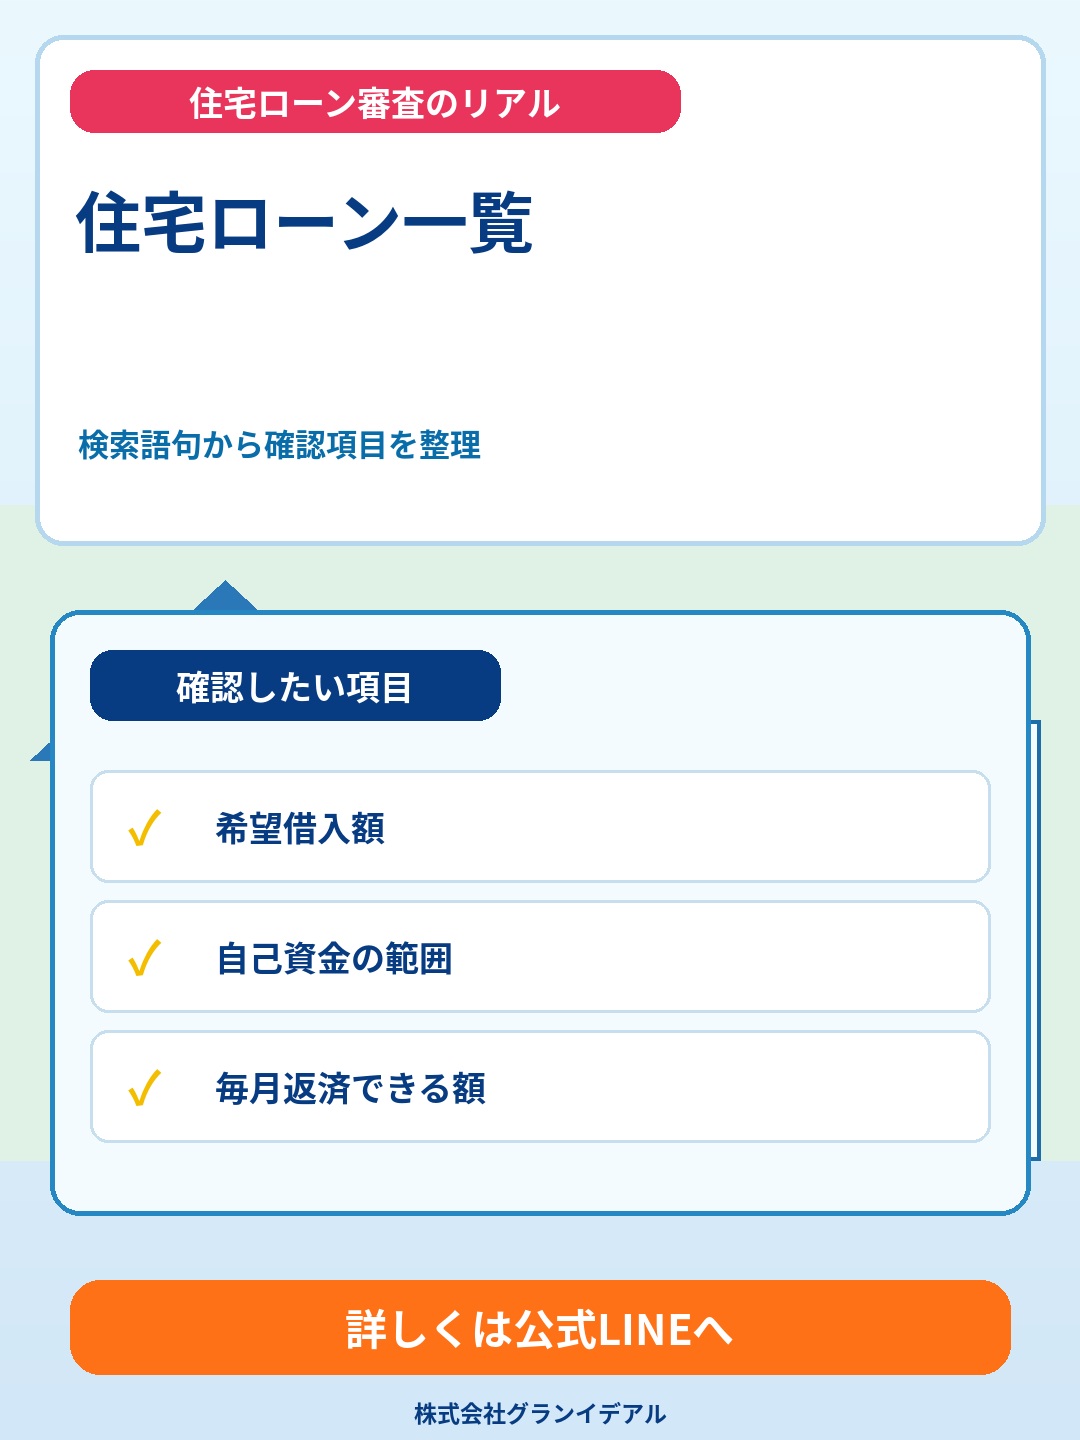 住宅ローン審査のリアル
住宅ローン一覧
検索語句から確認項目を整理
確認したい項目
✓ 希望借入額
✓ 自己資金の範囲
✓ 毎月返済できる額
詳しくは公式LINEへ
株式会社グランイデアル